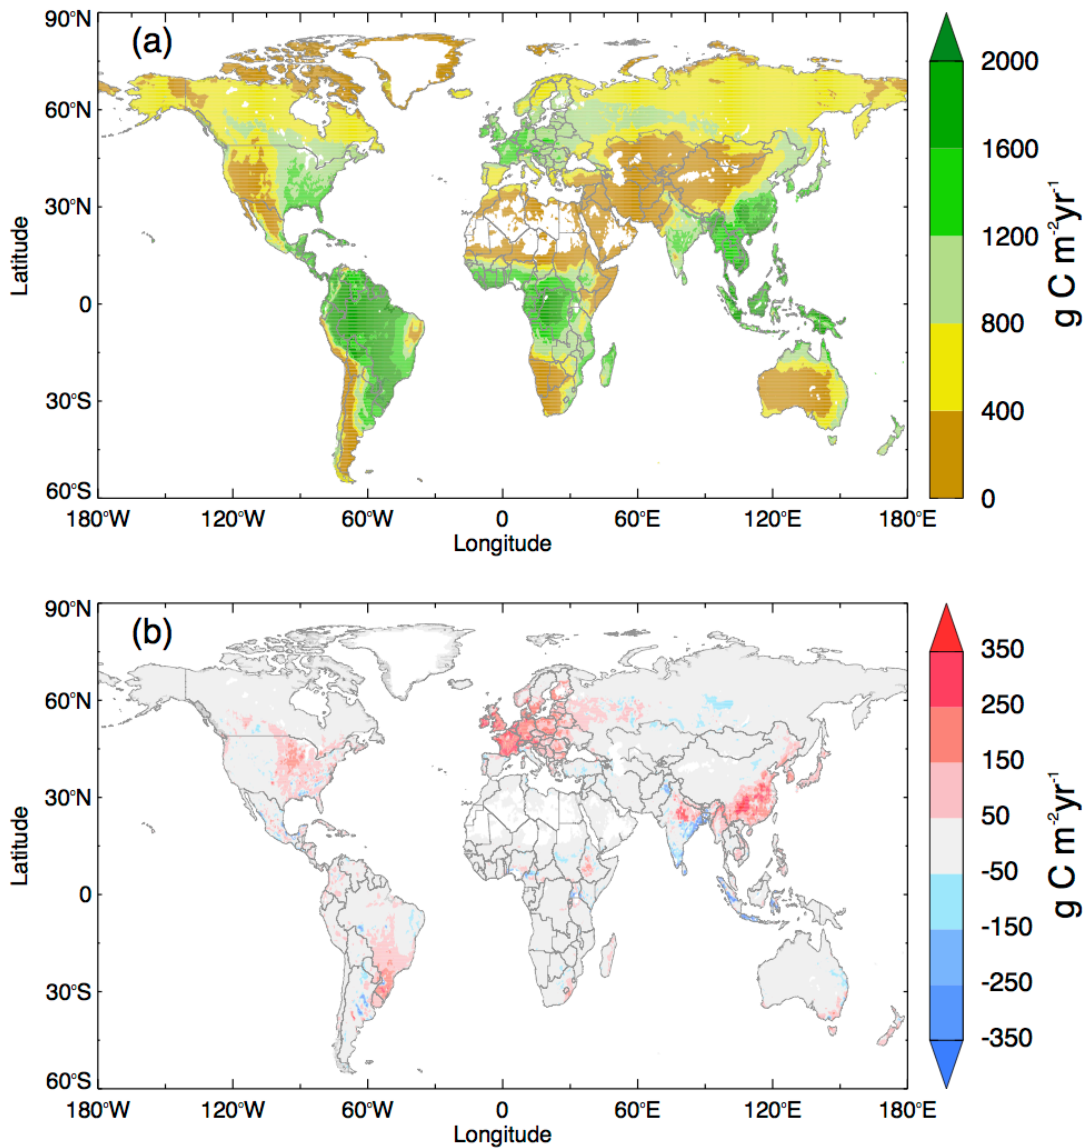 (a)
90°N
60°N
30°N
0
30°S
60°S
Latitude
180°W
120°W
60°W
0
60°E
120°E
180°E
Longitude
2000
1600
1200
800
400
0
g C m⁻²yr⁻¹
(b)
90°N
60°N
30°N
0
30°S
60°S
Latitude
180°W
120°W
60°W
0
60°E
120°E
180°E
Longitude
350
250
150
50
-50
-150
-250
-350
g C m⁻²yr⁻¹